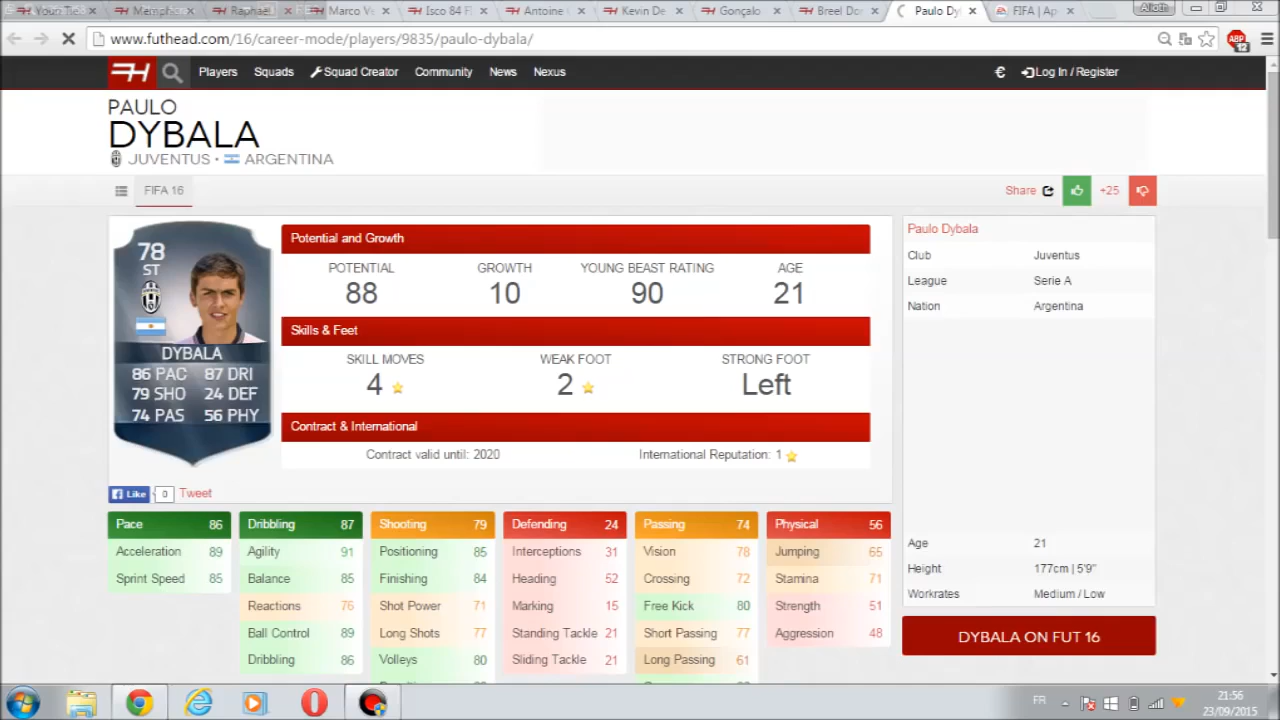 Youri Tiel
Memphis
Raphaël
Marco V
Isco 84 F
Antoine
Kevin De
Gonçalo
Breel Do
Paulo Dy
FIFA | Ap
Alioth
www.futhead.com/16/career-mode/players/9835/paulo-dybala/
ABP
12
FH
Players Squads Squad Creator Community News Nexus
€ Log In / Register
PAULO
DYBALA
JUVENTUS • ARGENTINA
FIFA 16
Share +25
78
ST
DYBALA
86 PAC 87 DRI
79 SHO 24 DEF
74 PAS 56 PHY
Potential and Growth
POTENTIAL GROWTH YOUNG BEAST RATING AGE
88 10 90 21
Skills & Feet
SKILL MOVES WEAK FOOT STRONG FOOT
4 2 Left
Contract & International
Contract valid until: 2020 International Reputation: 1
Paulo Dybala
Club Juventus
League Serie A
Nation Argentina
Age 21
Height 177cm | 5'9"
Workrates Medium / Low
DYBALA ON FUT 16
Like 0 Tweet
Pace 86
Acceleration 89
Sprint Speed 85
Dribbling 87
Agility 91
Balance 85
Reactions 76
Ball Control 89
Dribbling 86
Shooting 79
Positioning 85
Finishing 84
Shot Power 71
Long Shots 77
Volleys 80
Defending 24
Interceptions 31
Heading 52
Marking 15
Standing Tackle 21
Sliding Tackle 21
Passing 74
Vision 78
Crossing 72
Free Kick 80
Short Passing 77
Long Passing 61
Physical 56
Jumping 65
Stamina 71
Strength 51
Aggression 48
FR
21:56
23/09/2015